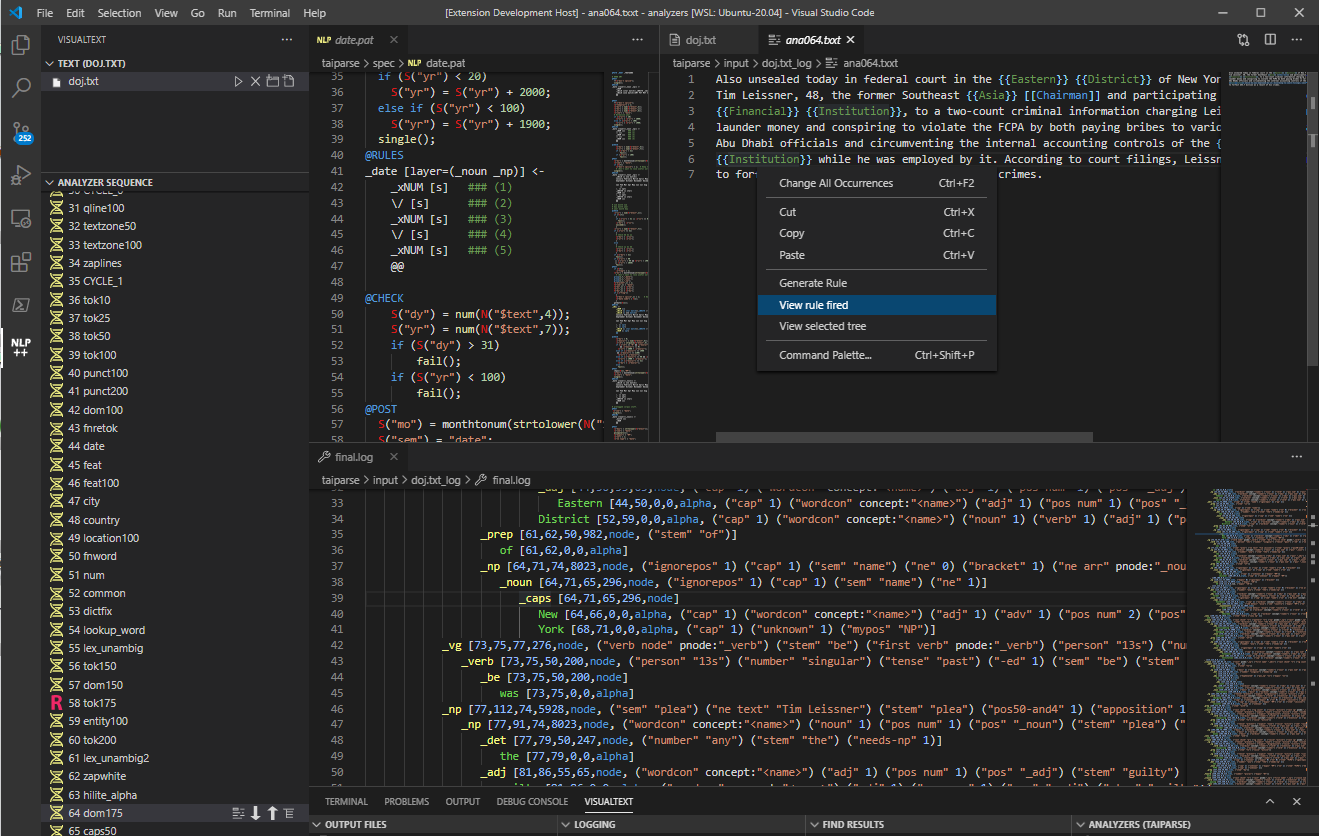 File Edit Selection View Go Run Terminal Help
[Extension Development Host] - ana064.txxt - analyzers [WSL: Ubuntu-20.04] - Visual Studio Code
VISUALTEXT
TEXT (DOJ.TXT)
doj.txt
252
NLP
++
ANALYZER SEQUENCE
30 CYCLE_0
31 qline100
32 textzone50
33 textzone100
34 zaplines
35 CYCLE_1
36 tok10
37 tok25
38 tok50
39 tok100
40 punct100
41 punct200
42 dom100
43 fnretok
44 date
45 feat
46 feat100
47 city
48 country
49 location100
50 fnword
51 num
52 common
53 dictfix
54 lookup_word
55 lex_unambig
56 tok150
57 dom150
R 58 tok175
59 entity100
60 tok200
61 lex_unambig2
62 zapwhite
63 hilite_alpha
64 dom175
65 caps50
NLP date.pat
taiparse > spec > NLP date.pat
35 if (S("yr") < 20)
36 S("yr") = S("yr") + 2000;
37 else if (S("yr") < 100)
38 S("yr") = S("yr") + 1900;
39 single();
40 @RULES
41 _date [layer=(_noun _np)] <-
42 _xNUM [s] ### (1)
43 \/ [s] ### (2)
44 _xNUM [s] ### (3)
45 \/ [s] ### (4)
46 _xNUM [s] ### (5)
47 @@
48
49 @CHECK
50 S("dy") = num(N("$text",4));
51 S("yr") = num(N("$text",7));
52 if (S("dy") > 31)
53 fail();
54 if (S("yr") < 100)
55 fail();
56 @POST
57 S("mo") = monthtonum(strtolower(N("
58 S("sem") = "date";
doj.txt
ana064.txxt
taiparse > input > doj.txt_log > ana064.txxt
1 Also unsealed today in federal court in the {{Eastern}} {{District}} of New Yor
2 Tim Leissner, 48, the former Southeast {{Asia}} [[Chairman]] and participating
3 {{Financial}} {{Institution}}, to a two-count criminal information charging Lei
4 launder money and conspiring to violate the FCPA by both paying bribes to vario
5 Abu Dhabi officials and circumventing the internal accounting controls of the {
6 {{Institution}} while he was employed by it. According to court filings, Leissn
7 to for crimes.
Change All Occurrences Ctrl+F2
Cut Ctrl+X
Copy Ctrl+C
Paste Ctrl+V
Generate Rule
View rule fired
View selected tree
Command Palette... Ctrl+Shift+P
final.log
taiparse > input > doj.txt_log > final.log
33 Eastern [44,50,0,0,alpha, ("cap" 1) ("wordcon" concept:"<name>") ("adj" 1) ("pos num" 1) ("pos" "_
34 District [52,59,0,0,alpha, ("cap" 1) ("wordcon" concept:"<name>") ("noun" 1) ("verb" 1) ("adj" 1) ("p
35 _prep [61,62,50,982,node, ("stem" "of")]
36 of [61,62,0,0,alpha]
37 _np [64,71,74,8023,node, ("ignorepos" 1) ("cap" 1) ("sem" "name") ("ne" 0) ("bracket" 1) ("ne arr" pnode:"_nou
38 _noun [64,71,65,296,node, ("ignorepos" 1) ("cap" 1) ("sem" "name") ("ne" 1)]
39 _caps [64,71,65,296,node]
40 New [64,66,0,0,alpha, ("cap" 1) ("wordcon" concept:"<name>") ("adj" 1) ("adv" 1) ("pos num" 2) ("pos"
41 York [68,71,0,0,alpha, ("cap" 1) ("unknown" 1) ("mypos" "NP")]
42 _vg [73,75,77,276,node, ("verb node" pnode:"_verb") ("stem" "be") ("first verb" pnode:"_verb") ("person" "13s") ("nu
43 _verb [73,75,50,200,node, ("person" "13s") ("number" "singular") ("tense" "past") ("-ed" 1) ("sem" "be") ("stem"
44 _be [73,75,50,200,node]
45 was [73,75,0,0,alpha]
46 _np [77,112,74,5928,node, ("sem" "plea") ("ne text" "Tim Leissner") ("stem" "plea") ("pos50-and4" 1) ("apposition" 1
47 _np [77,91,74,8023,node, ("wordcon" concept:"<name>") ("noun" 1) ("pos num" 1) ("pos" "_noun") ("stem" "plea") ("
48 _det [77,79,50,247,node, ("number" "any") ("stem" "the") ("needs-np" 1)]
49 the [77,79,0,0,alpha]
50 _adj [81,86,55,65,node, ("wordcon" concept:"<name>") ("adj" 1) ("pos num" 1) ("pos" "_adj") ("stem" "guilty")
TERMINAL PROBLEMS OUTPUT DEBUG CONSOLE VISUALTEXT
OUTPUT FILES
LOGGING
FIND RESULTS
ANALYZERS (TAIPARSE)